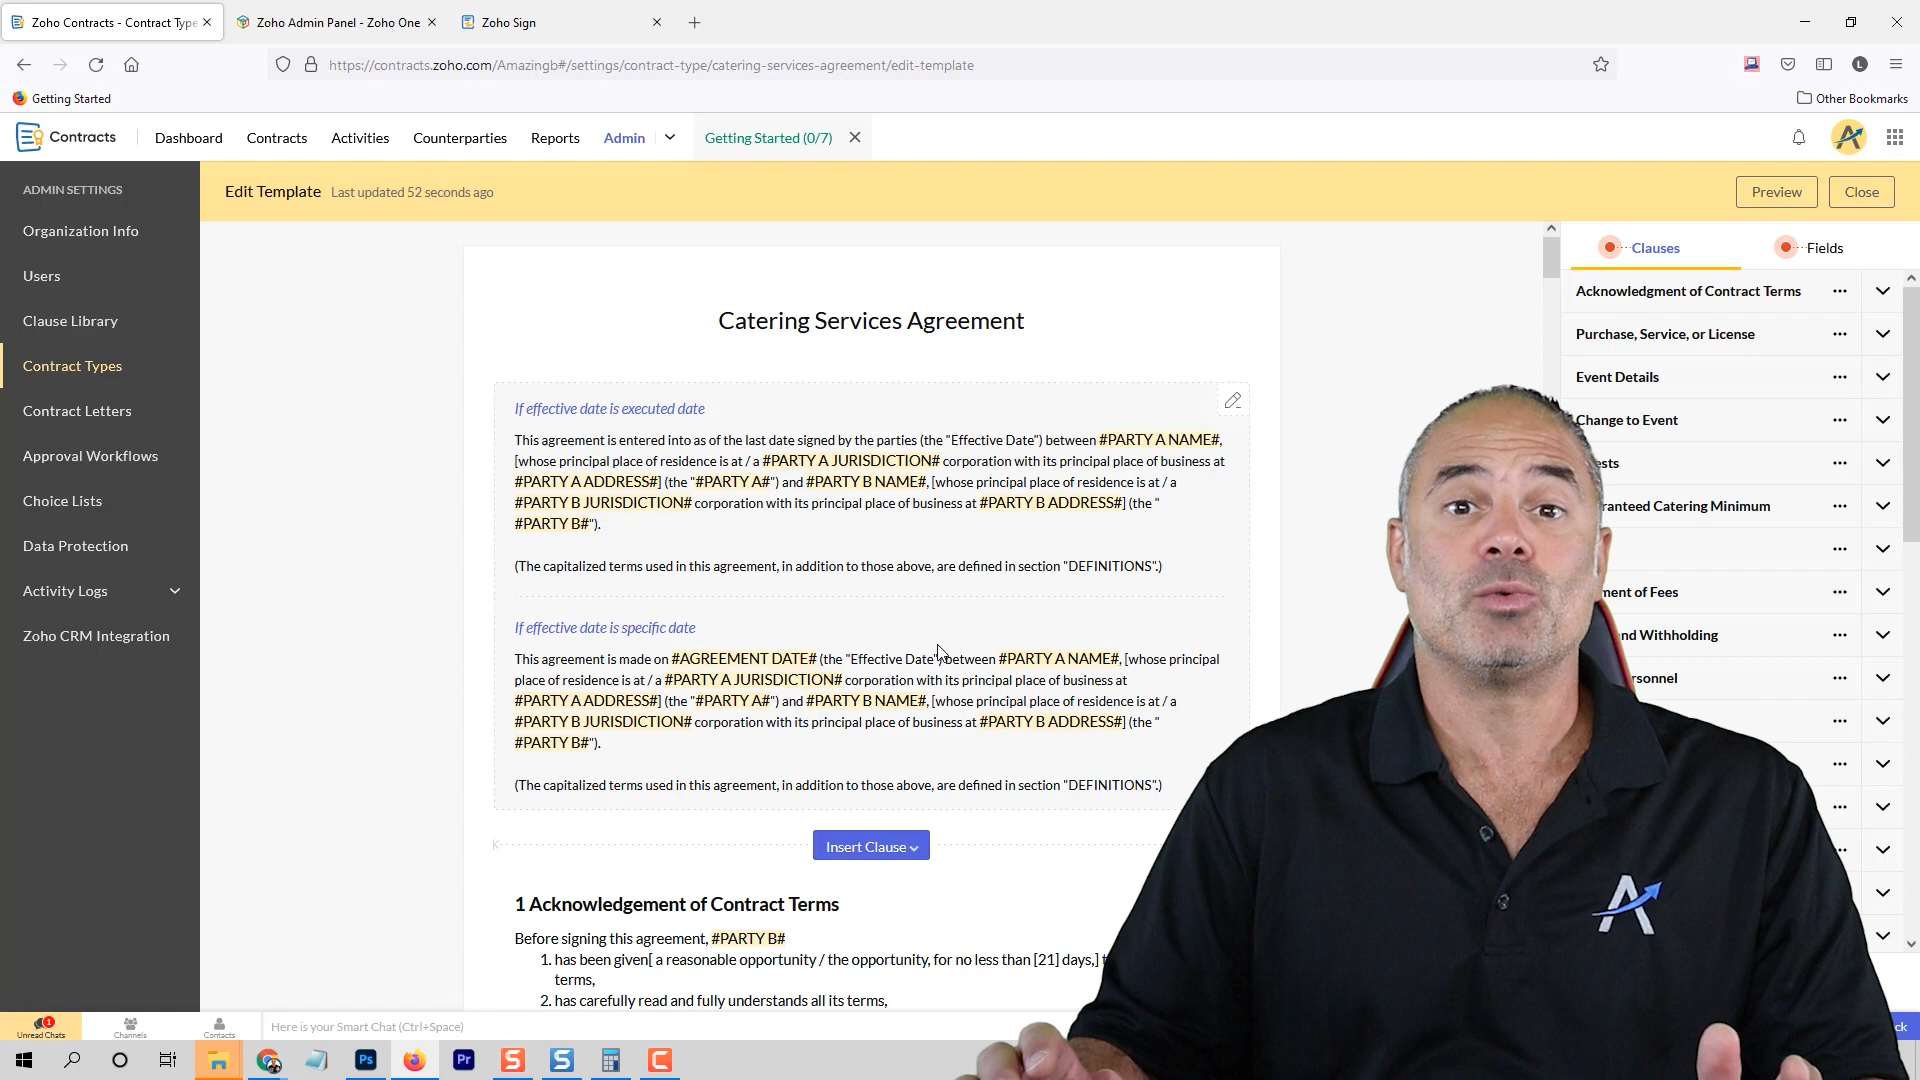 Zoho Contracts - Contract Type
Zoho Admin Panel - Zoho One
Zoho Sign
https://contracts.zoho.com/Amazingb#/settings/contract-type/catering-services-agreement/edit-template
L
Getting Started
Other Bookmarks
Contracts
Dashboard
Contracts
Activities
Counterparties
Reports
Admin
Getting Started (0/7)
ADMIN SETTINGS
Organization Info
Users
Clause Library
Contract Types
Contract Letters
Approval Workflows
Choice Lists
Data Protection
Activity Logs
Zoho CRM Integration
Edit Template Last updated 52 seconds ago
Preview
Close
Catering Services Agreement
If effective date is executed date
This agreement is entered into as of the last date signed by the parties (the "Effective Date") between #PARTY A NAME#,
[whose principal place of residence is at / a #PARTY A JURISDICTION# corporation with its principal place of business at
#PARTY A ADDRESS#] (the "#PARTY A#") and #PARTY B NAME#, [whose principal place of residence is at / a
#PARTY B JURISDICTION# corporation with its principal place of business at #PARTY B ADDRESS#] (the "
#PARTY B#").
(The capitalized terms used in this agreement, in addition to those above, are defined in section "DEFINITIONS".)
If effective date is specific date
This agreement is made on #AGREEMENT DATE# (the "Effective Date") between #PARTY A NAME#, [whose principal
place of residence is at / a #PARTY A JURISDICTION# corporation with its principal place of business at
#PARTY A ADDRESS#] (the "#PARTY A#") and #PARTY B NAME#, [whose principal place of residence is at / a
#PARTY B JURISDICTION# corporation with its principal place of business at #PARTY B ADDRESS#] (the "
#PARTY B#").
(The capitalized terms used in this agreement, in addition to those above, are defined in section "DEFINITIONS".)
Insert Clause
1 Acknowledgement of Contract Terms
Before signing this agreement, #PARTY B#
1. has been given[ a reasonable opportunity / the opportunity, for no less than [21] days,]
terms,
2. has carefully read and fully understands all its terms,
Clauses
Fields
Acknowledgment of Contract Terms
Purchase, Service, or License
Event Details
Change to Event
ests
ranteed Catering Minimum
ment of Fees
nd Withholding
ersonnel
1
Unread Chats
Channels
Contacts
Here is your Smart Chat (Ctrl+Space)
ck
Ps
Pr
S
S
C